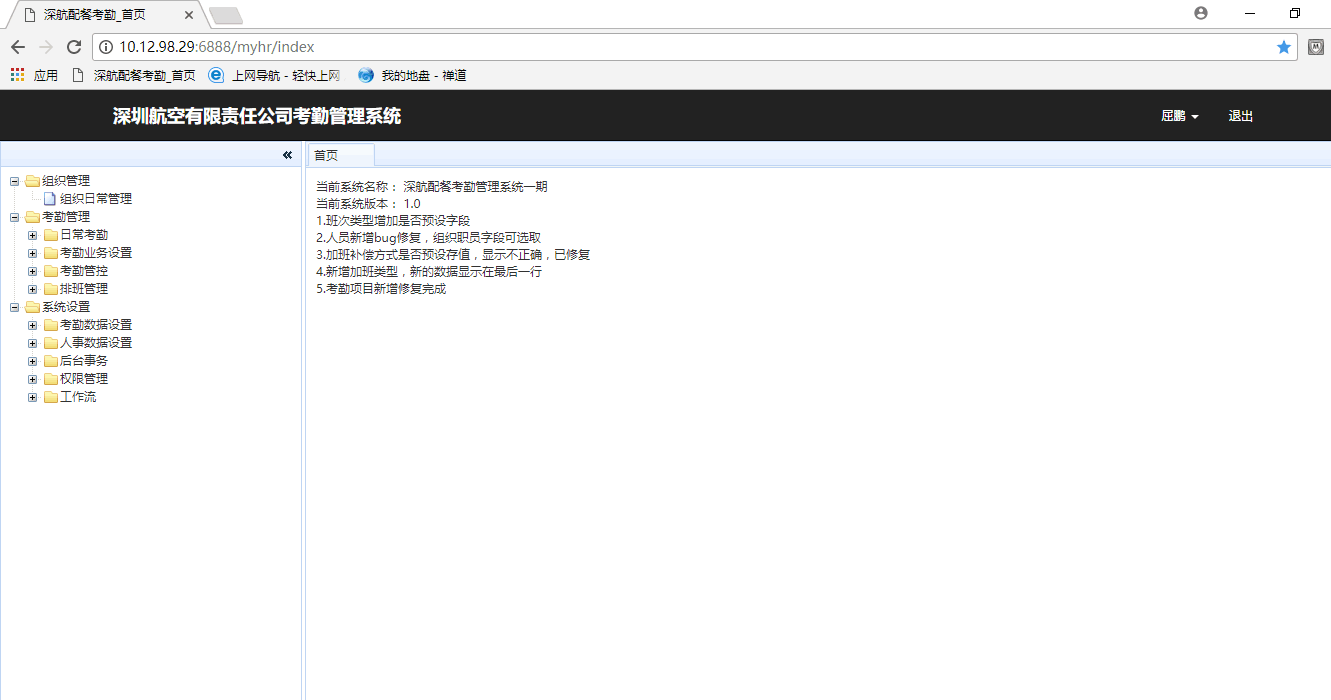 深航配餐考勤_首页
10.12.98.29:6888/myhr/index
应用 深航配餐考勤_首页 上网导航 - 轻快上网 我的地盘 - 禅道
深圳航空有限责任公司考勤管理系统 屈鹏 退出
首页
组织管理
组织日常管理
考勤管理
日常考勤
考勤业务设置
考勤管控
排班管理
系统设置
考勤数据设置
人事数据设置
后台事务
权限管理
工作流
当前系统名称： 深航配餐考勤管理系统一期
当前系统版本： 1.0
1.班次类型增加是否预设字段
2.人员新增bug修复，组织职员字段可选取
3.加班补偿方式是否预设存值，显示不正确，已修复
4.新增加班类型，新的数据显示在最后一行
5.考勤项目新增修复完成